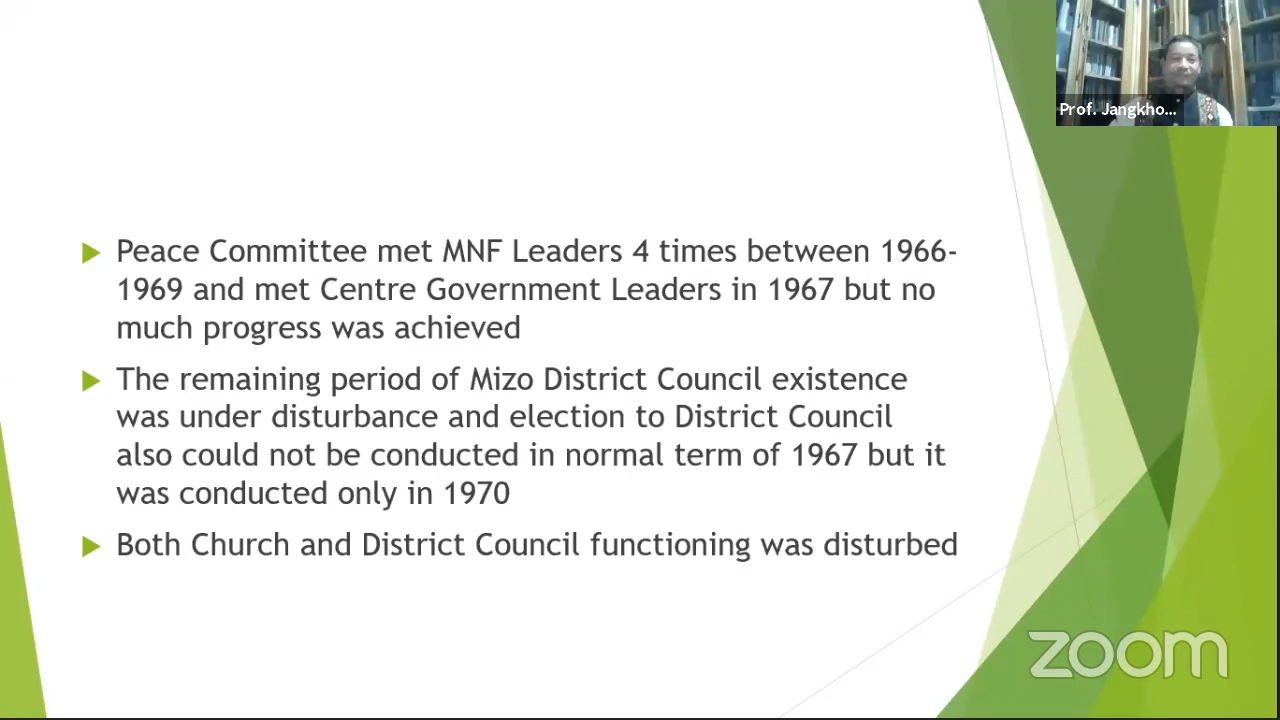 Prof. Jangkho...
Peace Committee met MNF Leaders 4 times between 1966-
1969 and met Centre Government Leaders in 1967 but no
much progress was achieved
The remaining period of Mizo District Council existence
was under disturbance and election to District Council
also could not be conducted in normal term of 1967 but it
was conducted only in 1970
Both Church and District Council functioning was disturbed
zoom